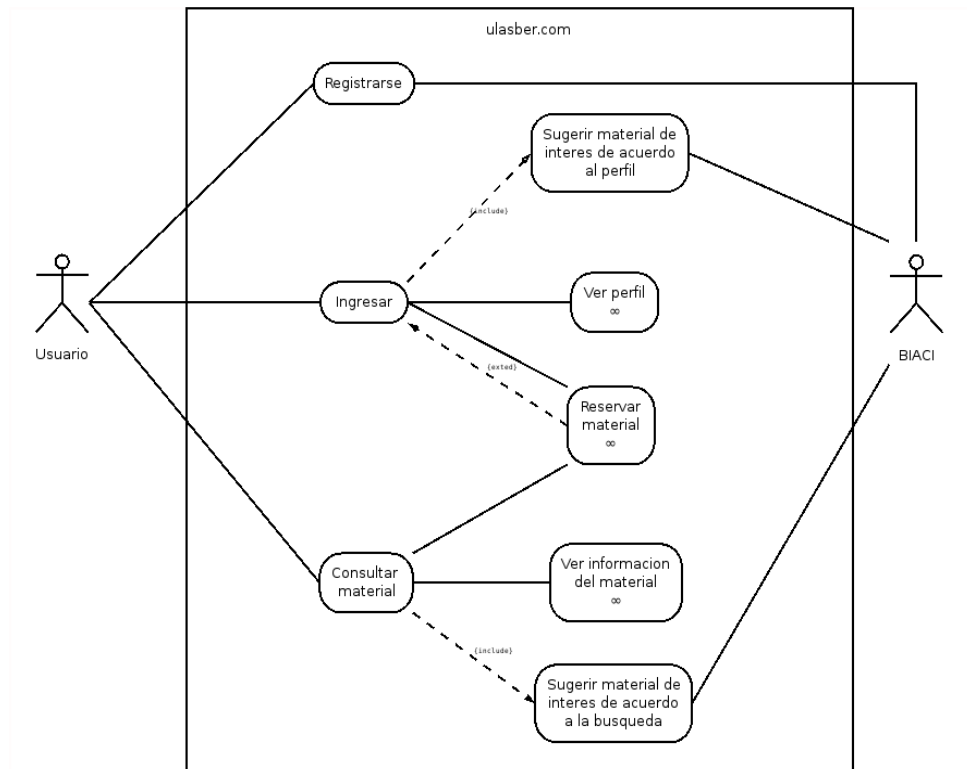 ulasber.com
Registrarse
Sugerir material de
interes de acuerdo
al perfil
{include}
Ingresar
Ver perfil
∞
Usuario
BIACI
{exted}
Reservar
material
∞
Consultar
material
Ver informacion
del material
∞
{include}
Sugerir material de
interes de acuerdo
a la busqueda